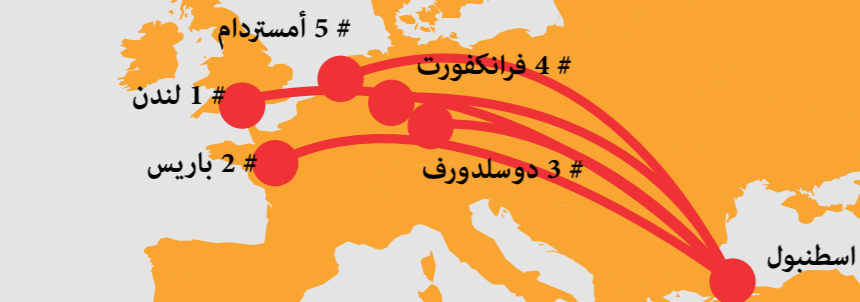 # 5 أمستردام
# 4 فرانكفورت
# 1 لندن
# 2 باريس
# 3 دوسلدورف
اسطنبول